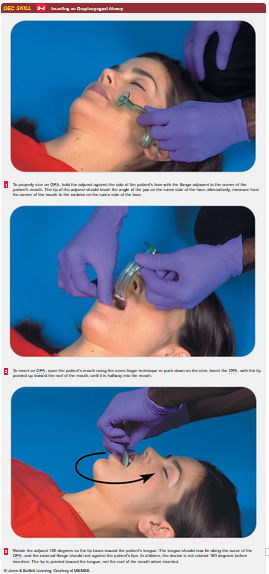 OEC SKILL 9-4 Inserting an Oropharyngeal Airway
1 To properly size an OPA, hold the adjunct against the side of the patient's face with the flange adjacent to the corner of the
patient's mouth. The tip of the adjunct should touch the angle of the jaw on the same side of the face; alternatively, measure from
the corner of the mouth to the earlobe on the same side of the face.
2 To insert an OPA, open the patient's mouth using the cross-finger technique or push down on the chin. Insert the OPA, with the tip
pointed up toward the roof of the mouth, until it is halfway into the mouth.
3 Rotate the adjunct 180 degrees so the tip faces toward the patient's tongue. The tongue should now lie along the curve of the
OPA, and the external flange should rest against the patient's lips. In children, the device is not rotated 180 degrees before
insertion. The tip is pointed toward the tongue, not the roof of the mouth when inserted.
© Jones & Bartlett Learning. Courtesy of MIEMSS.